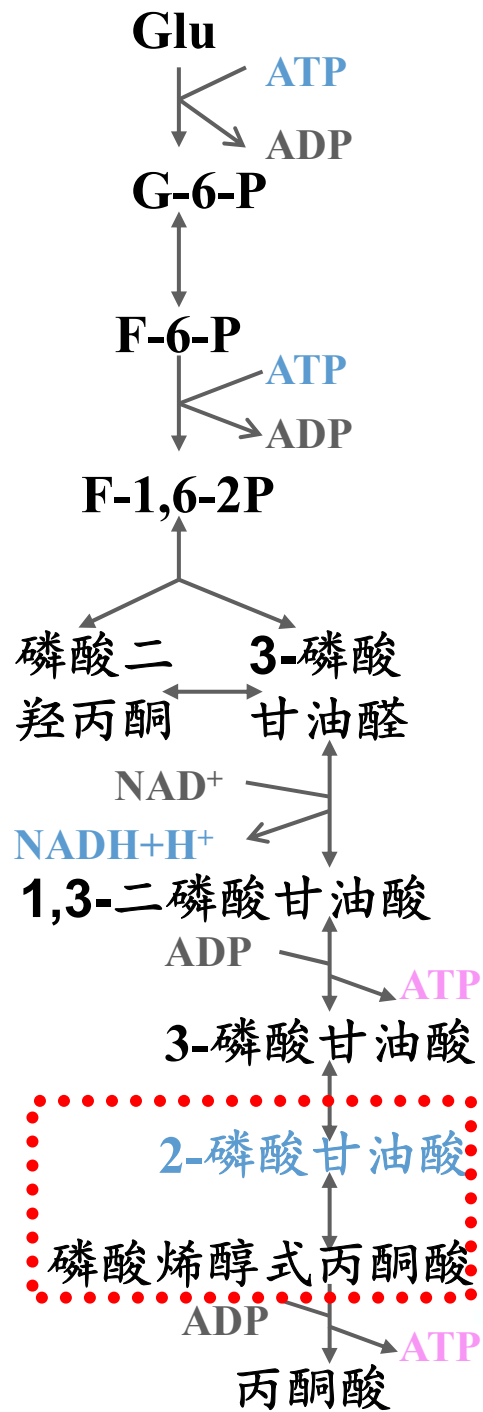 Glu
ATP
ADP
G-6-P
F-6-P
ATP
ADP
F-1,6-2P
磷酸二
羟丙酮
3-磷酸
甘油醛
NAD⁺
NADH+H⁺
1,3-二磷酸甘油酸
ADP
ATP
3-磷酸甘油酸
2-磷酸甘油酸
磷酸烯醇式丙酮酸
ADP
ATP
丙酮酸